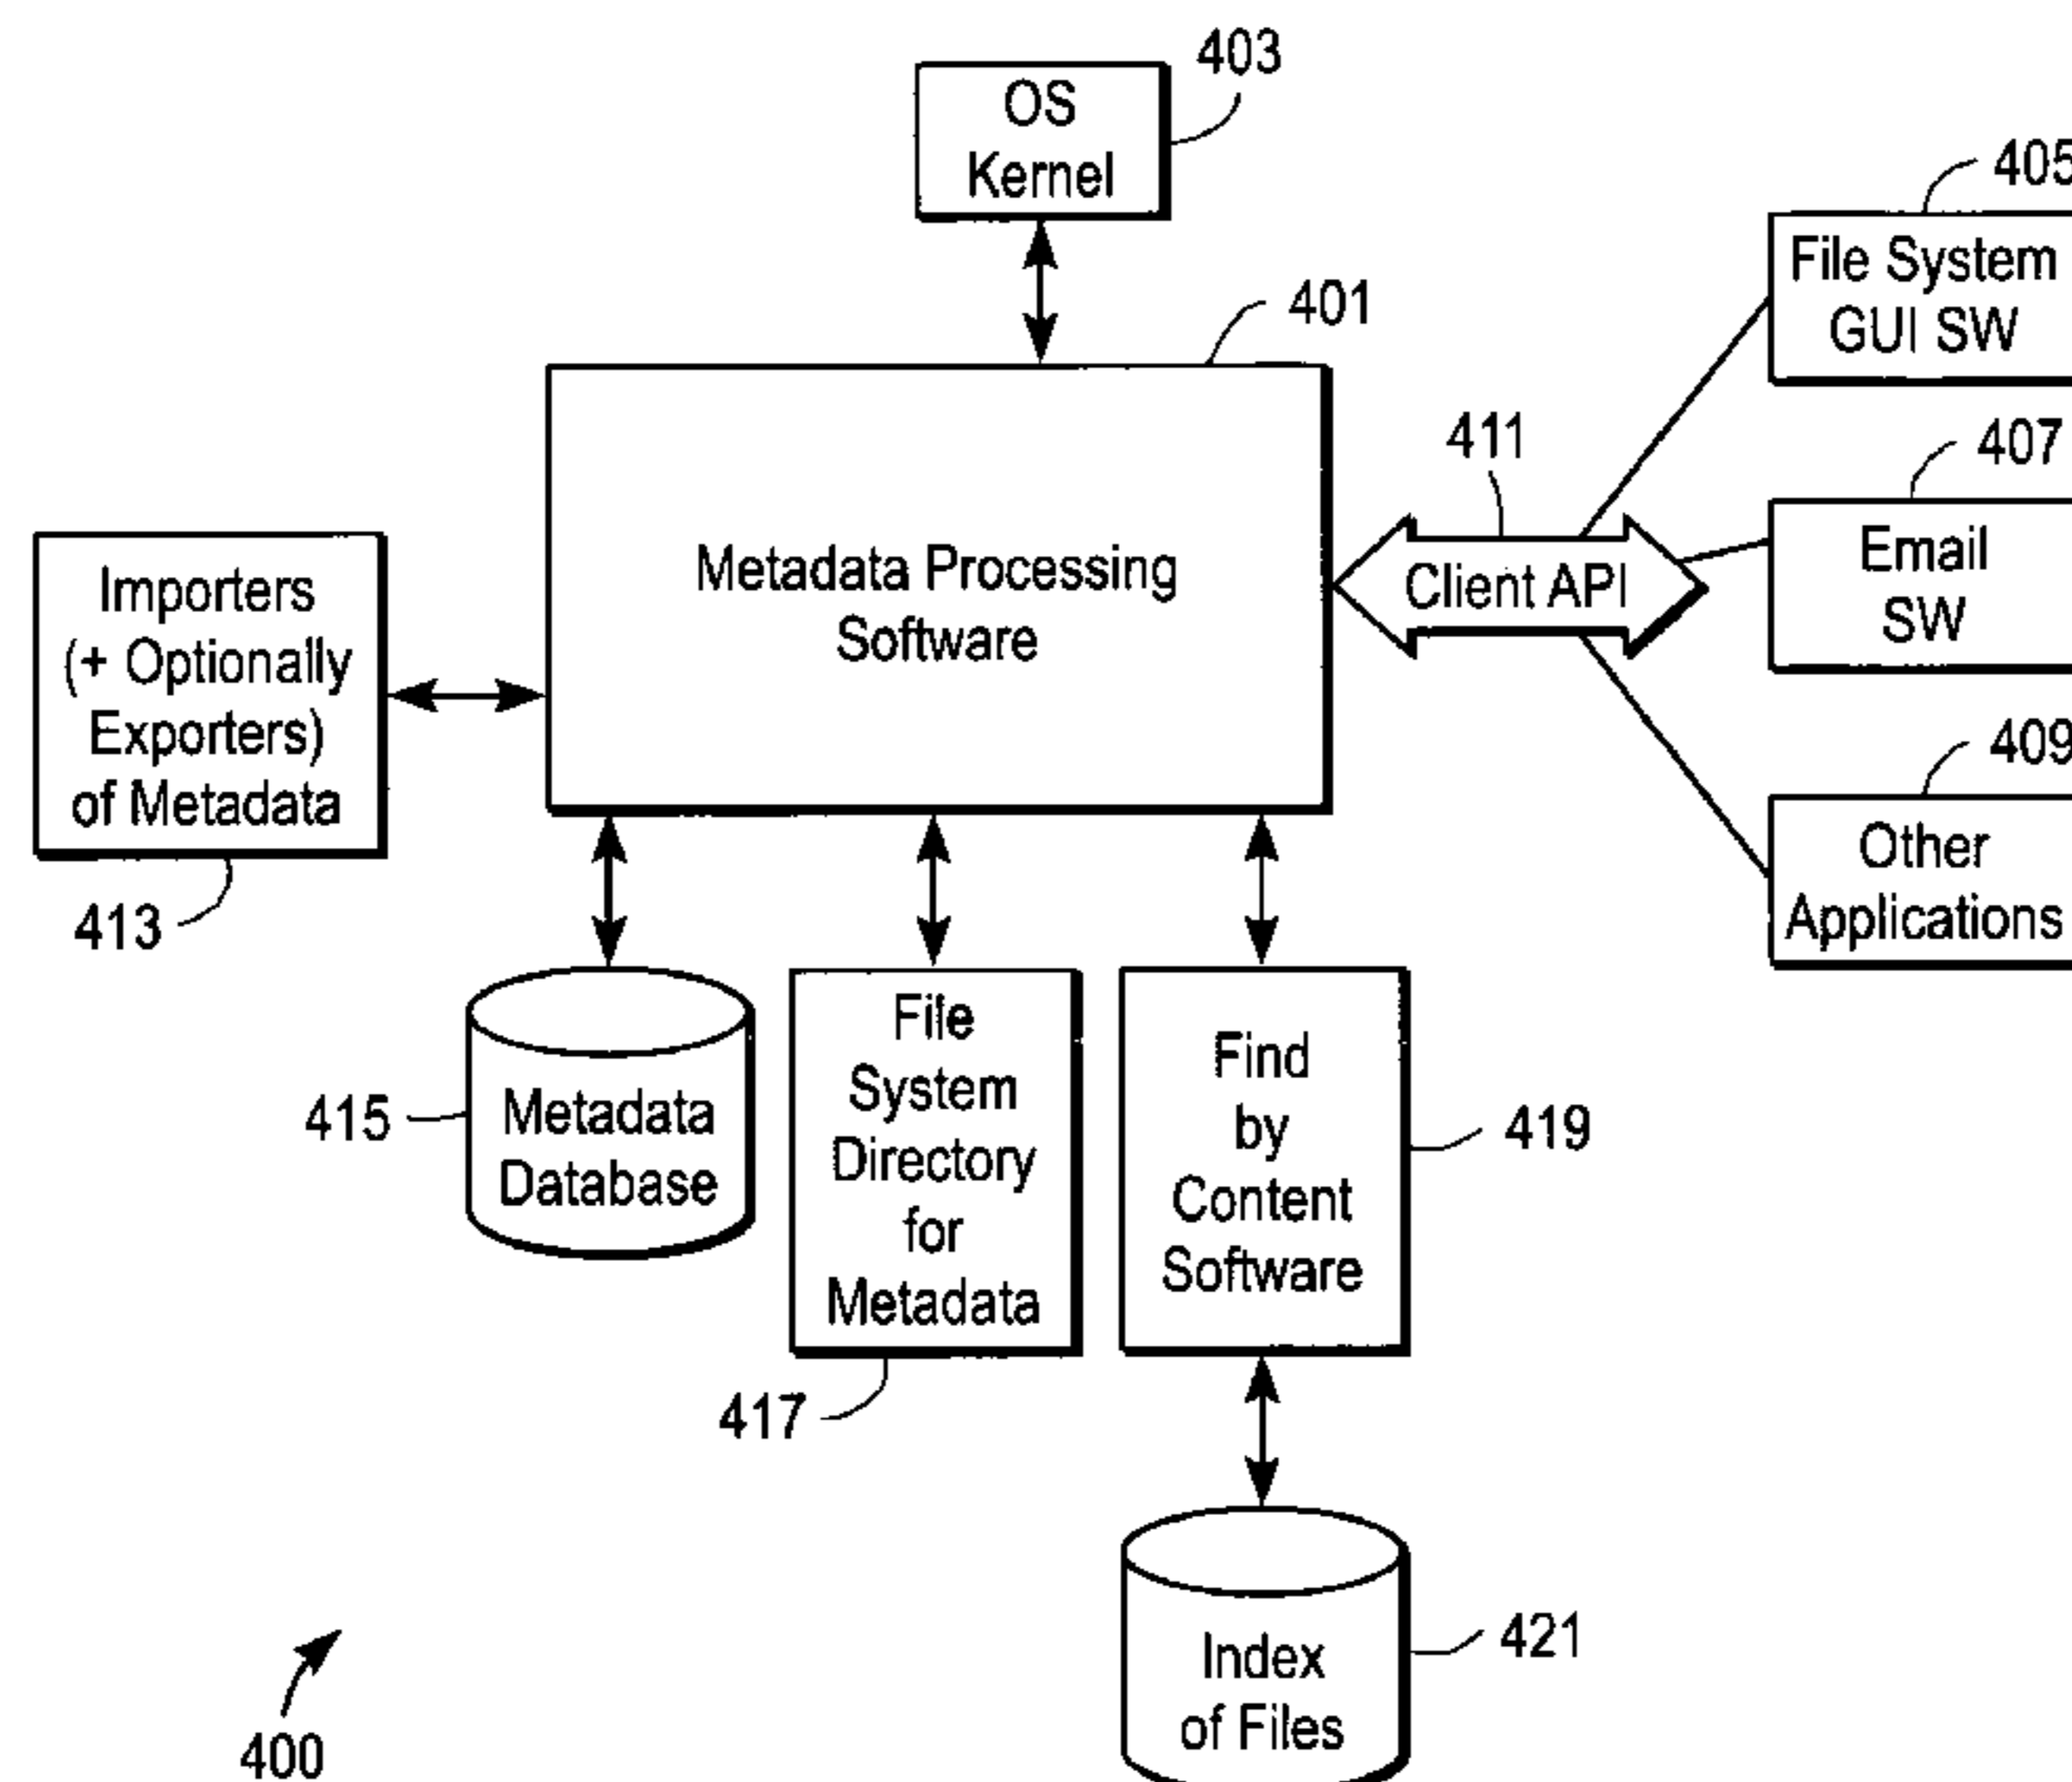 403
OS
Kernel
405
File System
GUI SW
401
411
407
Metadata Processing
Software
Client API
Email
SW
Importers
(+ Optionally
Exporters)
of Metadata
413
409
Other
Applications
415
Metadata
Database
File
System
Directory
for
Metadata
417
Find
by
Content
Software
419
421
Index
of Files
400